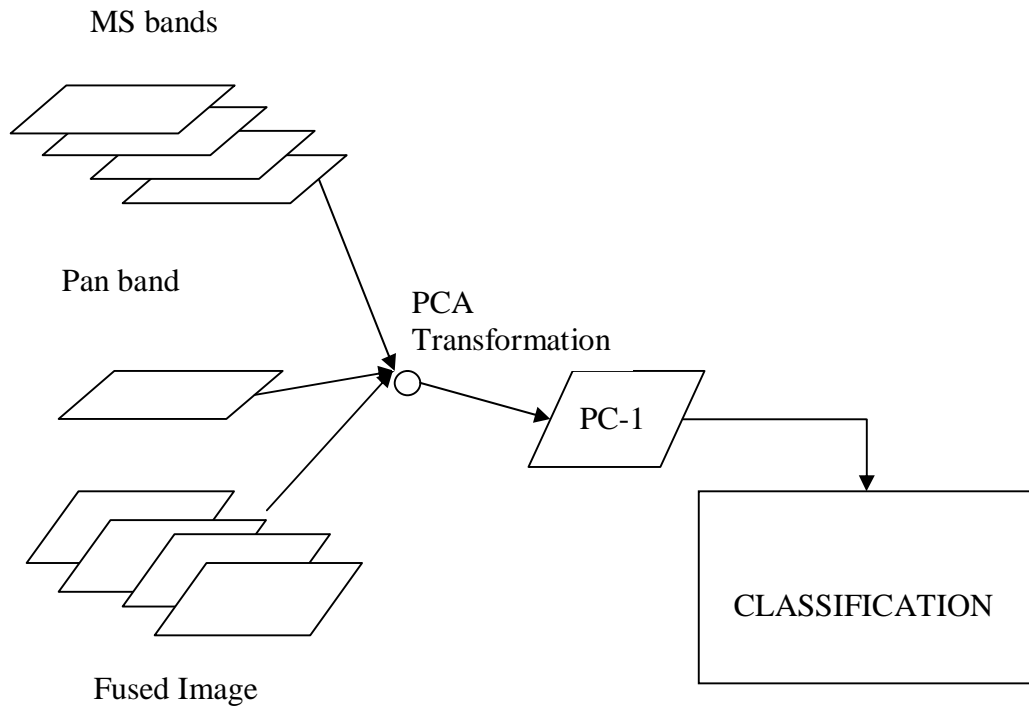 MS bands
Pan band
PCA
Transformation
PC-1
CLASSIFICATION
Fused Image